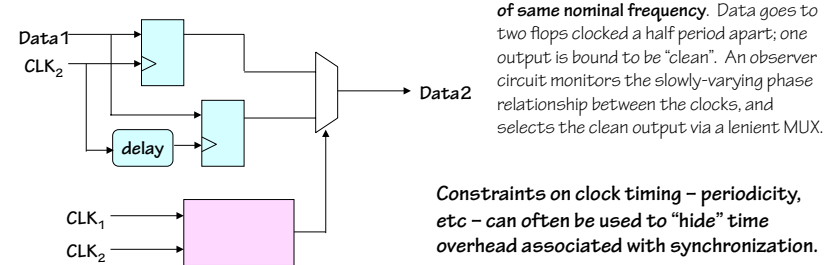 of same nominal frequency. Data goes to
two flops clocked a half period apart; one
output is bound to be “clean”. An observer
circuit monitors the slowly-varying phase
relationship between the clocks, and
selects the clean output via a lenient MUX.
Data1
CLK2
Data2
delay
CLK1
CLK2
Constraints on clock timing – periodicity,
etc – can often be used to “hide” time
overhead associated with synchronization.